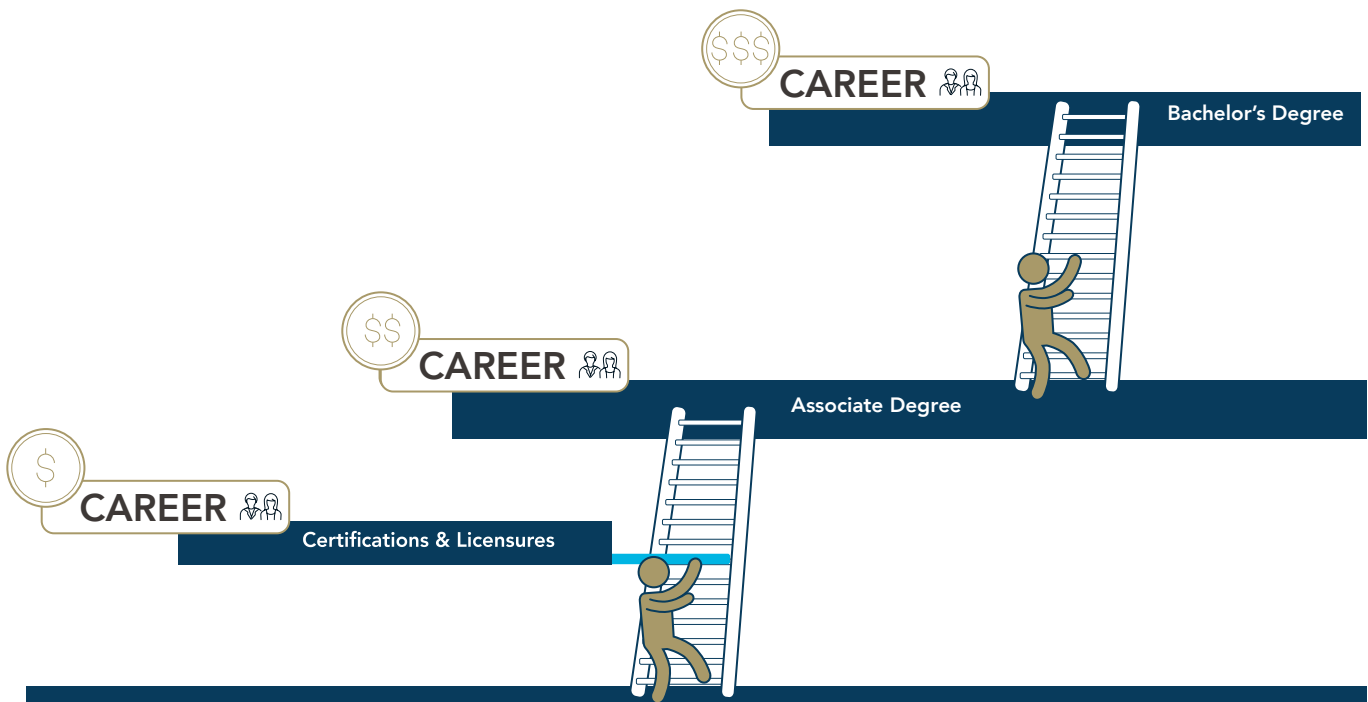 $$$
CAREER
Bachelor's Degree
$$
CAREER
Associate Degree
$
CAREER
Certifications & Licensures